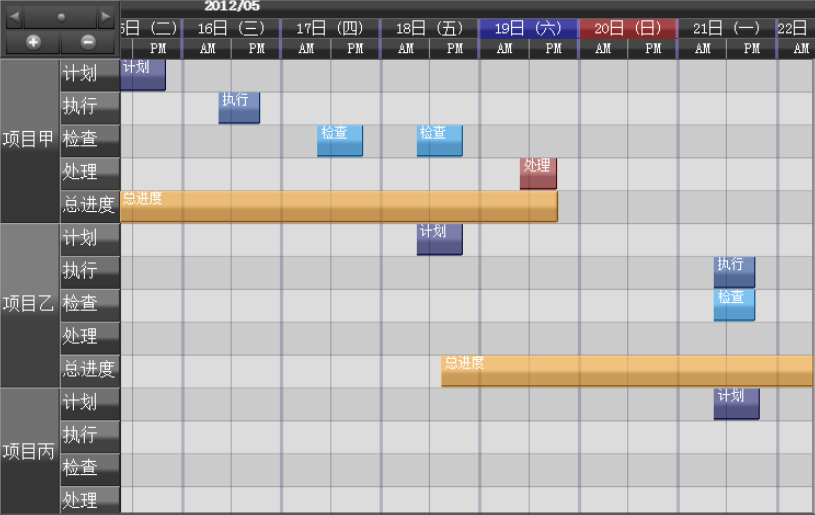 2012/05
5日（二） 16日（三） 17日（四） 18日（五） 19日（六） 20日（日） 21日（一） 22日
PM AM PM AM PM AM PM AM PM AM PM AM PM AM
项目甲
计划 计划
执行 执行
检查 检查 检查
处理 处理
总进度 总进度
项目乙
计划 计划
执行 执行
检查 检查
处理
总进度 总进度
项目丙
计划 计划
执行
检查
处理